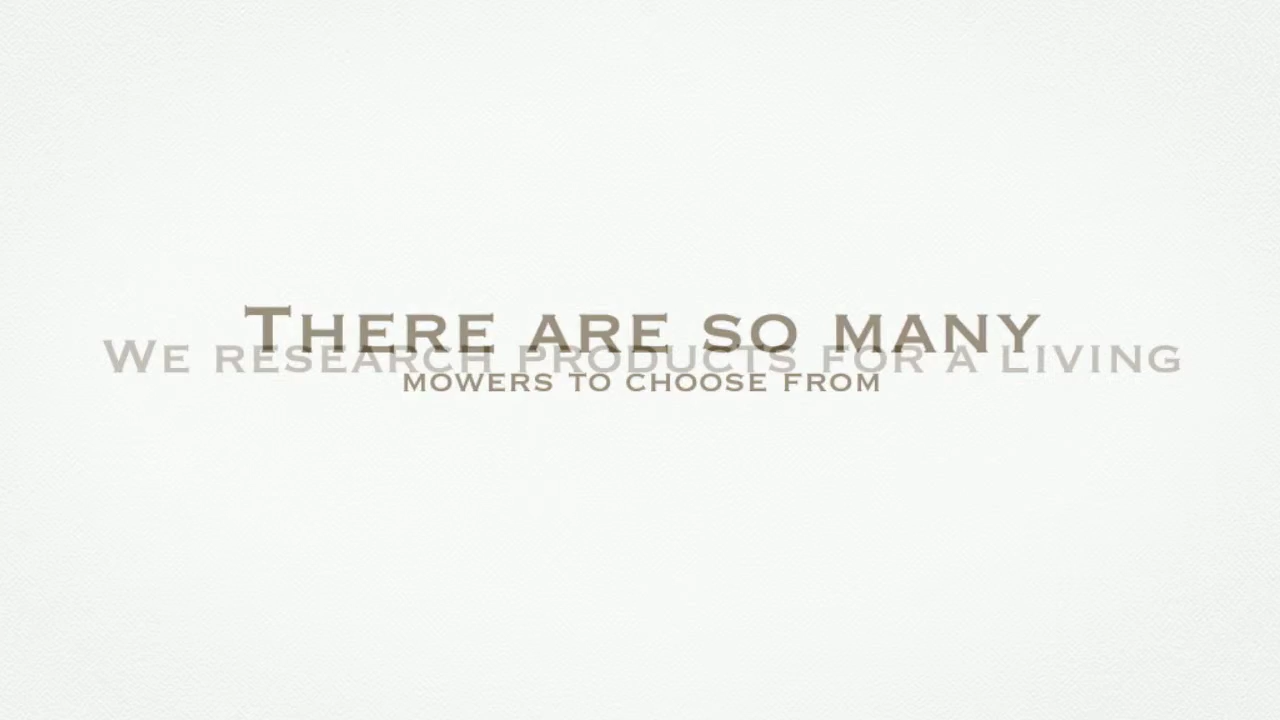 There are so many
We research products for a living
mowers to choose from